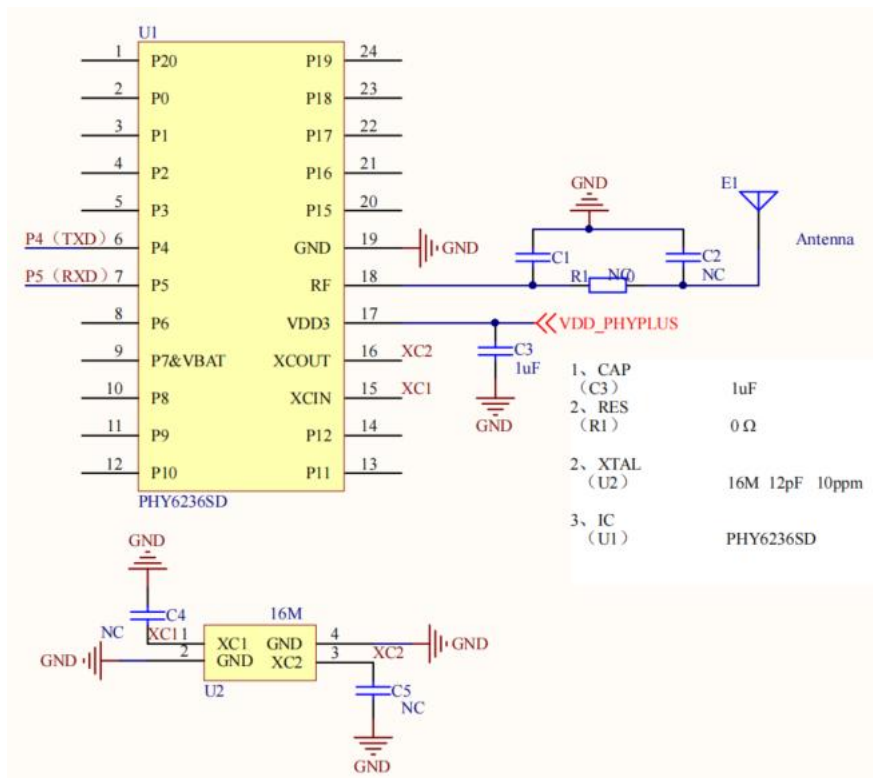 U1
1 P20 P19 24
2 P0 P18 23
3 P1 P17 22
4 P2 P16 21
5 P3 P15 20
P4（TXD）6 P4 GND 19 GND
P5（RXD）7 P5 RF 18
8 P6 VDD3 17 VDD_PHYPLUS
9 P7&VBAT XCOUT 16 XC2
10 P8 XCIN 15 XC1
11 P9 P12 14
12 P10 P11 13
PHY6236SD
GND
E1
Antenna
C1
C2
R1 NC 0 NC
C3
1uF
GND
1、CAP
（C3） 1uF
2、RES
（R1） 0 Ω
2、XTAL
（U2） 16M 12pF 10ppm
3、IC
（U1） PHY6236SD
GND
C4
NC
16M
XC1 1 XC1 GND 4 GND
GND 2 GND XC2 3 XC2
U2
C5
NC
GND